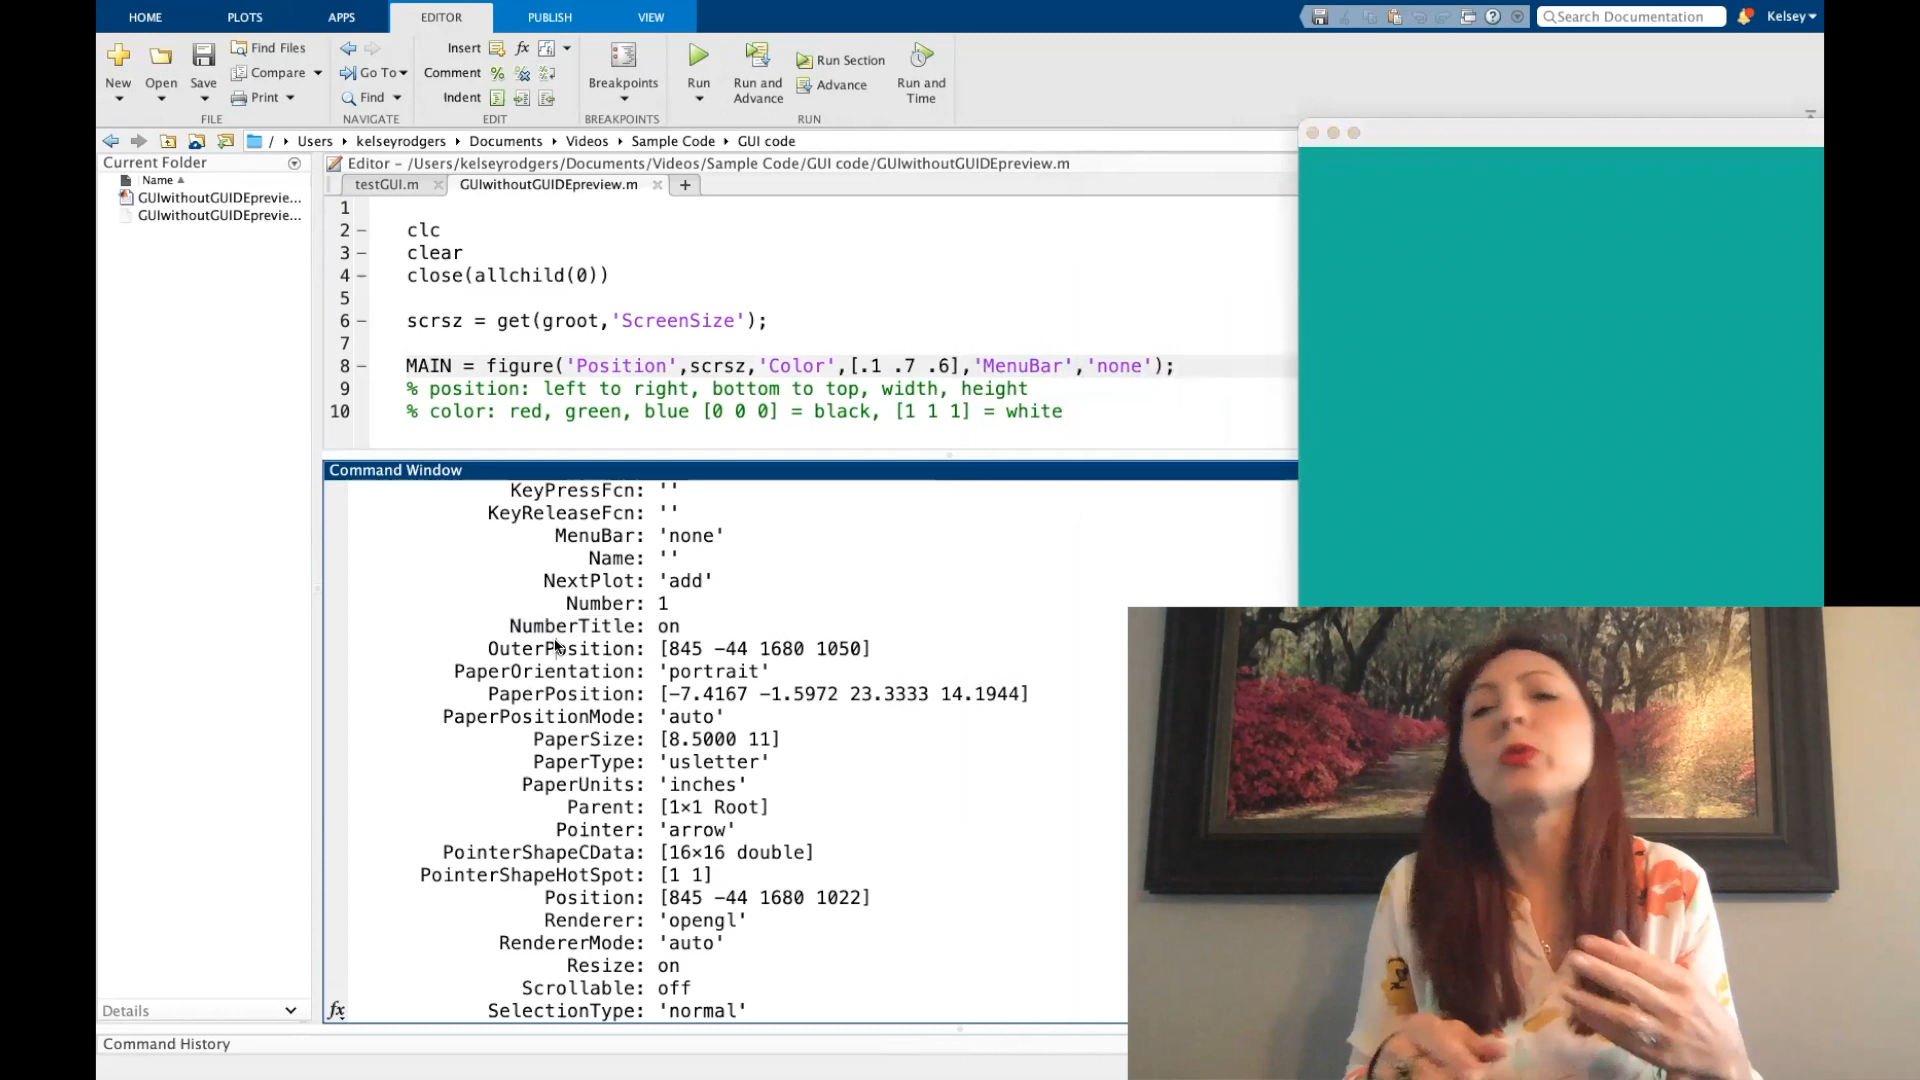 HOME PLOTS APPS EDITOR PUBLISH VIEW
Search Documentation Kelsey
New Open Save Find Files Compare Print
Go To Find
Insert fx
Comment
Indent
Breakpoints
Run Run and Advance Run Section Advance Run and Time
FILE NAVIGATE EDIT BREAKPOINTS RUN
/ Users kelseyrodgers Documents Videos Sample Code GUI code
Current Folder
Name
GUIwithoutGUIDEprevie...
GUIwithoutGUIDEprevie...
Editor - /Users/kelseyrodgers/Documents/Videos/Sample Code/GUI code/GUIwithoutGUIDEpreview.m
testGUI.m GUIwithoutGUIDEpreview.m +
1
2 - clc
3 - clear
4 - close(allchild(0))
5
6 - scrsz = get(groot,'ScreenSize');
7
8 - MAIN = figure('Position',scrsz,'Color',[.1 .7 .6],'MenuBar','none');
9 % position: left to right, bottom to top, width, height
10 % color: red, green, blue [0 0 0] = black, [1 1 1] = white
Command Window
KeyPressFcn: ''
KeyReleaseFcn: ''
MenuBar: 'none'
Name: ''
NextPlot: 'add'
Number: 1
NumberTitle: on
OuterPosition: [845 -44 1680 1050]
PaperOrientation: 'portrait'
PaperPosition: [-7.4167 -1.5972 23.3333 14.1944]
PaperPositionMode: 'auto'
PaperSize: [8.5000 11]
PaperType: 'usletter'
PaperUnits: 'inches'
Parent: [1×1 Root]
Pointer: 'arrow'
PointerShapeCData: [16×16 double]
PointerShapeHotSpot: [1 1]
Position: [845 -44 1680 1022]
Renderer: 'opengl'
RendererMode: 'auto'
Resize: on
Scrollable: off
SelectionType: 'normal'
fx
Details
Command History